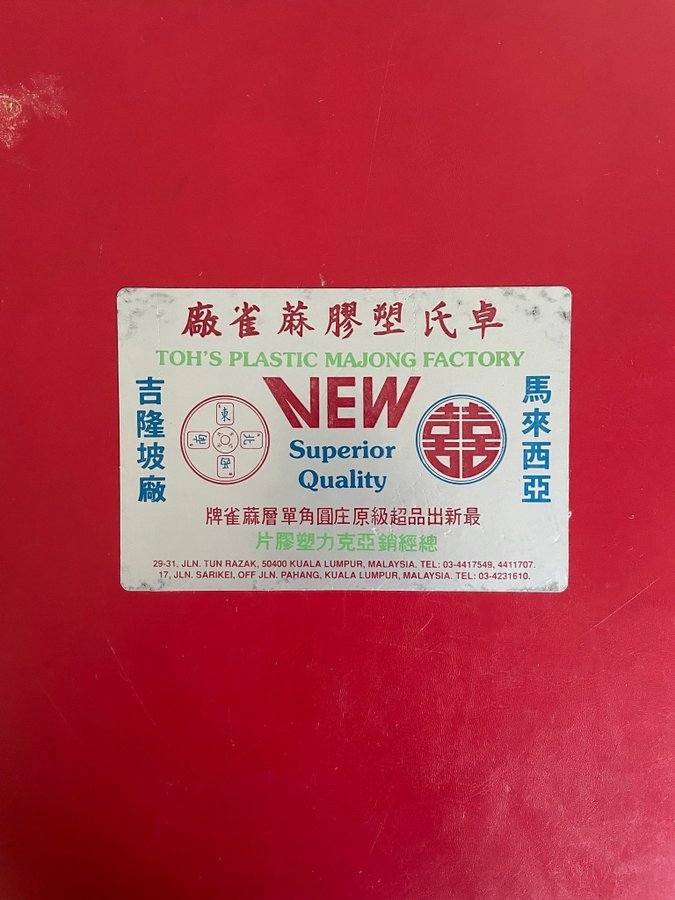 卓氏塑膠蔴雀廠
TOH'S PLASTIC MAJONG FACTORY
馬來西亞
吉隆坡廠
NEW
Superior
Quality
東
北
囍
最新出品超級原庄圓角單層蔴雀牌
總經銷亞克力塑膠片
29-31, JLN. TUN RAZAK, 50400 KUALA LUMPUR, MALAYSIA. TEL: 03-4417549, 4411707.
17, JLN. SARIKEI, OFF JLN. PAHANG, KUALA LUMPUR, MALAYSIA. TEL: 03-4231610.